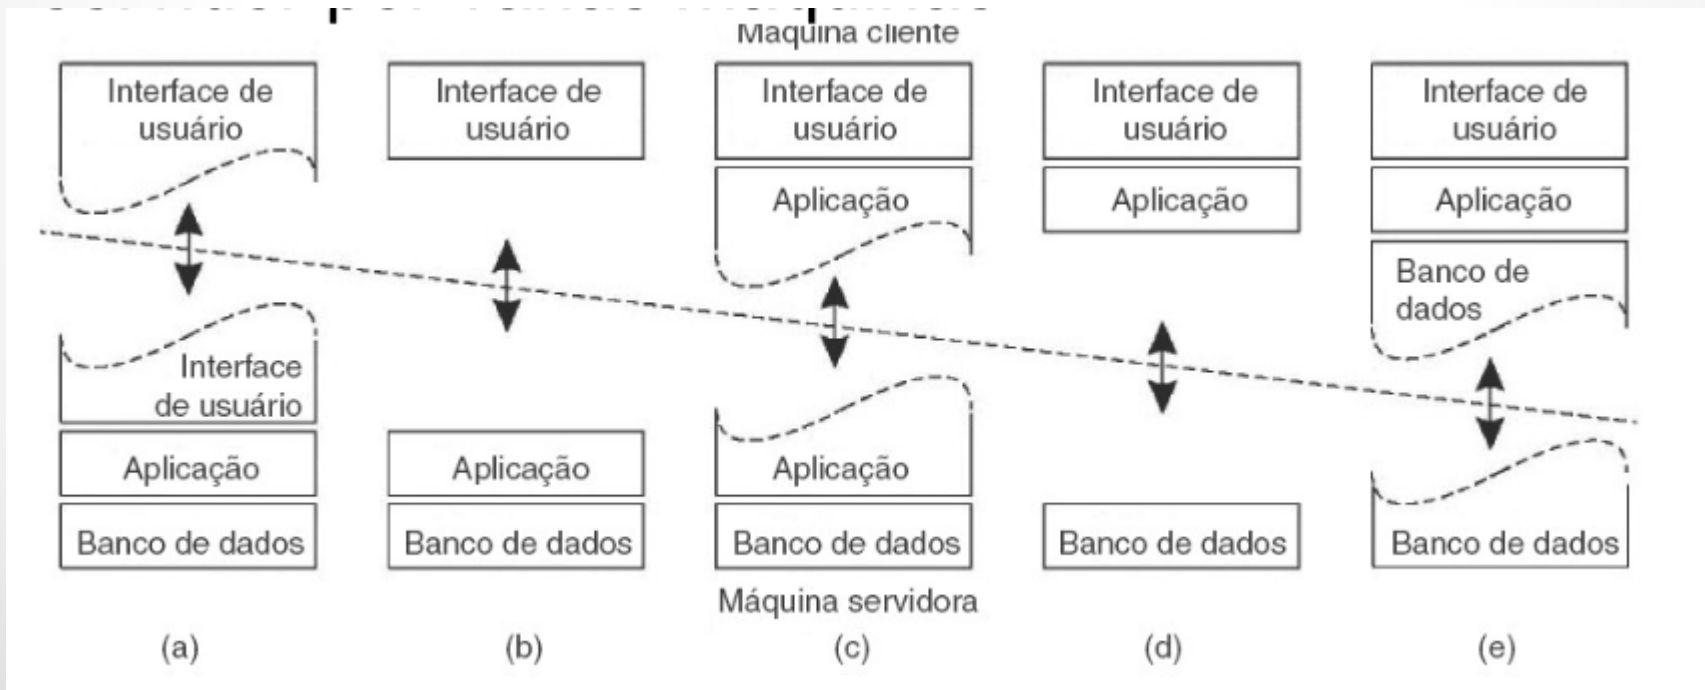 Maquina cliente
Interface de
usuário
Interface
de usuário
Aplicação
Banco de dados
(a)
Interface de
usuário
Aplicação
Banco de dados
(b)
Interface de
usuário
Aplicação
Aplicação
Banco de dados
Máquina servidora
(c)
Interface de
usuário
Aplicação
Banco de dados
(d)
Interface de
usuário
Aplicação
Banco de
dados
Banco de dados
(e)